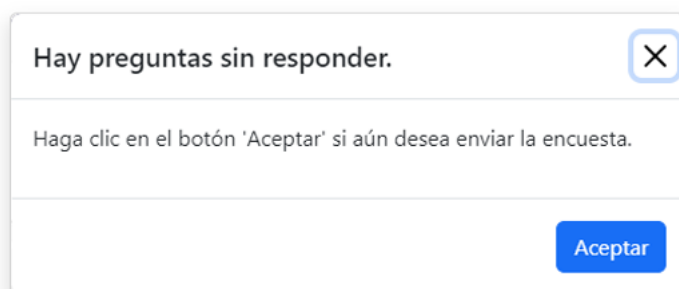 Hay preguntas sin responder.
Haga clic en el botón 'Aceptar' si aún desea enviar la encuesta.
Aceptar